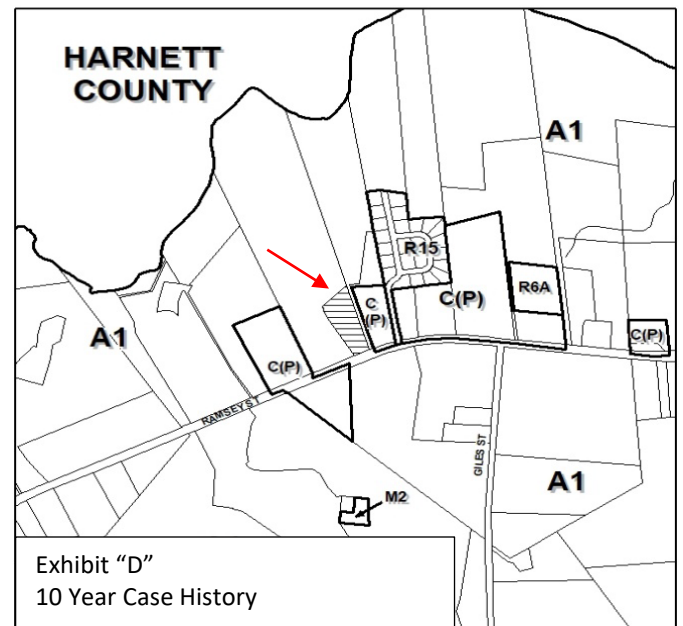 HARNETT
COUNTY
A1
R15
C
(P)
C(P)
R6A
C(P)
A1
C(P)
RAMSEY ST
GILES ST
A1
M2
Exhibit “D”
10 Year Case History